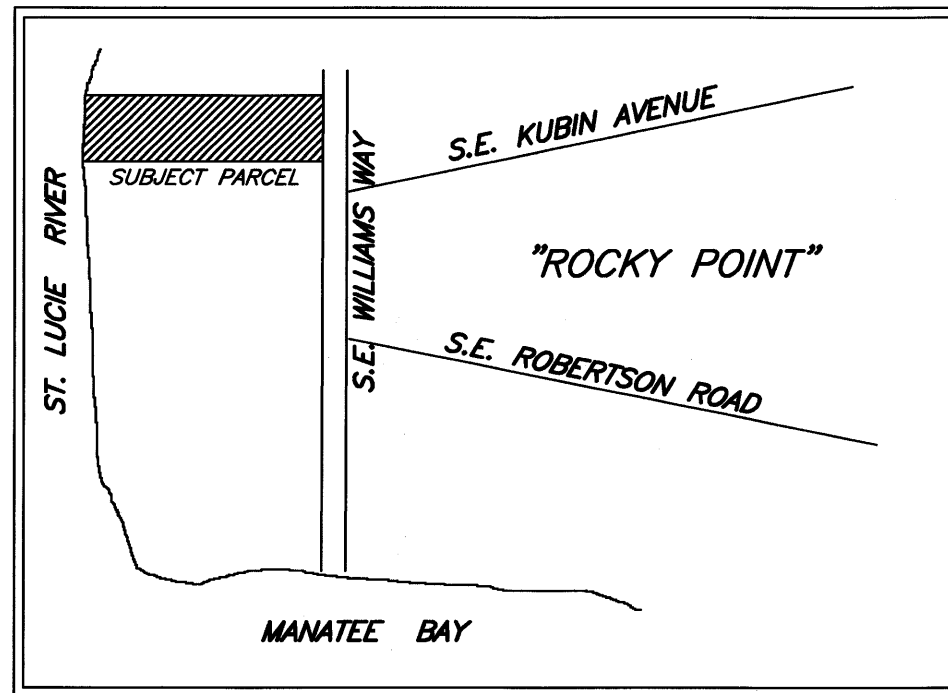 S.E. KUBIN AVENUE
SUBJECT PARCEL
S.E. WILLIAMS WAY
ST. LUCIE RIVER
"ROCKY POINT"
S.E. ROBERTSON ROAD
MANATEE BAY